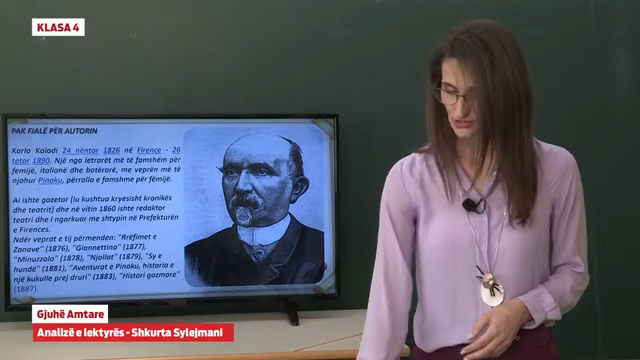 KLASA 4
PAK FJALË PËR AUTORIN
Karlo Kolodi 24 nëntor 1826 në Firence - 26
tetor 1890. Një nga letrarët më të famshëm për
femijë, italianë dhe botërorë, me veprën më të
njohur Pinoku, përralla e famshme për fëmijë.
Ai ishte gazetar (iu kushtua kryesisht kronikës
dhe teatrit) dhe në vitin 1860 ishte redaktor
teatri dhe i ngarkuar me shtypin në Prefekturën
e Firences.
Ndër veprat e tij përmenden: "Rrëfimet e
Zanave" (1876), "Giannettino" (1877),
"Minuzzolo" (1878), "Njollat" (1879), "Sy e
hundë" (1881), "Aventurat e Pinoku, historia e
një kukulle prej druri" (1883), "Histori gazmore"
(1887).
Gjuhë Amtare
Analizë e lektyrës - Shkurta Sylejmani